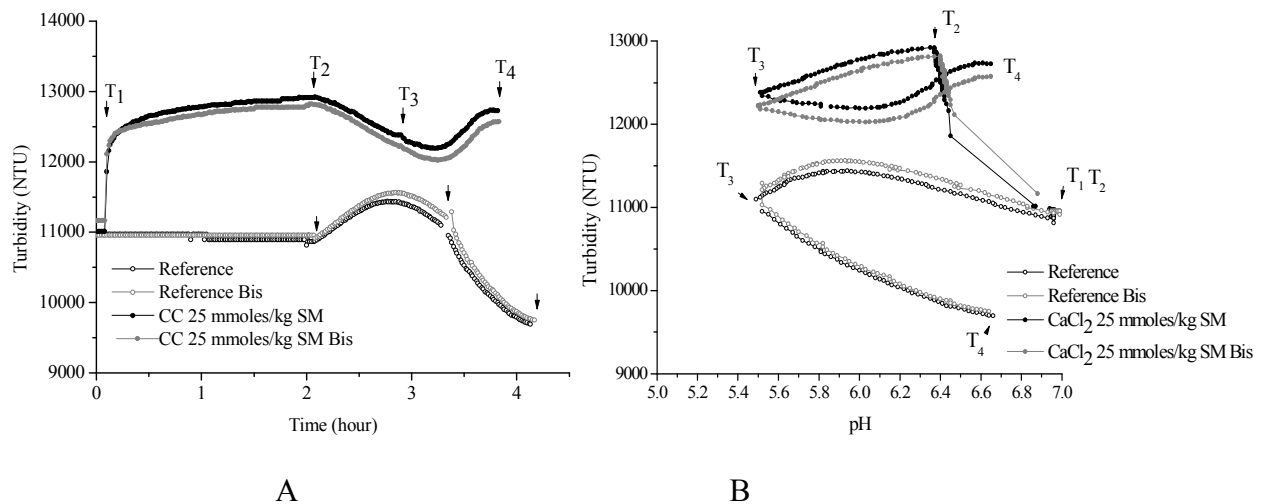 14000
13000
12000
11000
10000
9000
Turbidity (NTU)
T1
T2
T3
T4
Reference
Reference Bis
CC 25 mmoles/kg SM
CC 25 mmoles/kg SM Bis
0 1 2 3 4
Time (hour)
A
13000
12000
11000
10000
9000
Turbidity (NTU)
T2
T3
T4
T3
T1 T2
Reference
Reference Bis
CaCl2 25 mmoles/kg SM
CaCl2 25 mmoles/kg SM Bis
T4
5.0 5.2 5.4 5.6 5.8 6.0 6.2 6.4 6.6 6.8 7.0
pH
B